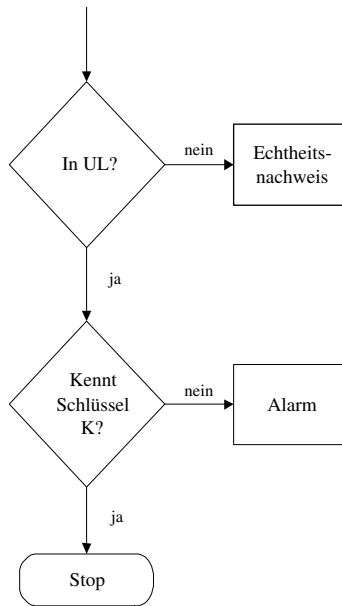 In UL?
nein
Echtheits-
nachweis
ja
Kennt
Schlüssel
K?
nein
Alarm
ja
Stop